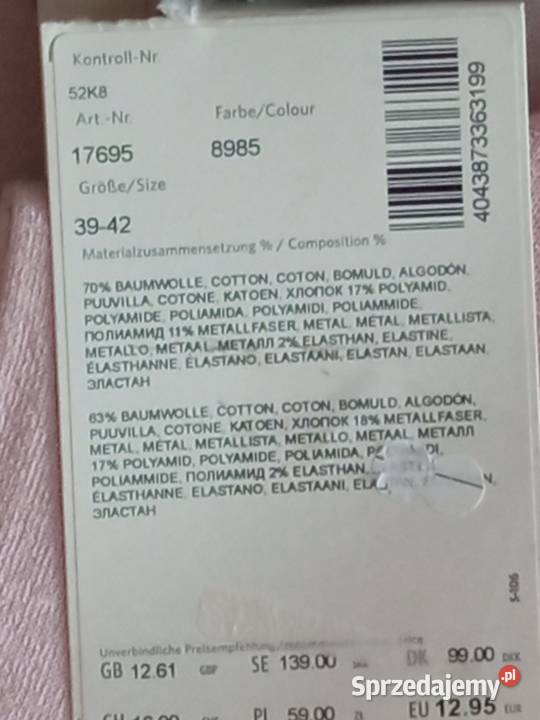 Kontroll-Nr.
52K8
Art.-Nr. Farbe/Colour
17695 8985
Größe/Size
39-42
4043873363199
Materialzusammensetzung % / Composition %
70% BAUMWOLLE, COTTON, COTON, BOMULD, ALGODÓN,
PUUVILLA, COTONE, KATOEN, ХЛОПОК 17% POLYAMID,
POLYAMIDE, POLIAMIDA, POLYAMIDI, POLIAMMIDE,
ПОЛИАМИД 11% METALLFASER, METAL, MÉTAL, METALLISTA,
METALLO, METAAL, МЕТАЛЛ 2% ELASTHAN, ELASTINE,
ÉLASTHANNE, ELASTANO, ELASTAANI, ELASTAN, ELASTAAN,
ЭЛАСТАН
63% BAUMWOLLE, COTTON, COTON, BOMULD, ALGODÓN,
PUUVILLA, COTONE, KATOEN, ХЛОПОК 18% METALLFASER,
METAL, MÉTAL, METALLISTA, METALLO, METAAL, МЕТАЛЛ
17% POLYAMID, POLYAMIDE, POLIAMIDA,
POLIAMMIDE, ПОЛИАМИД 2% ELASTHAN,
ÉLASTHANNE, ELASTANO, ELASTAANI,
ЭЛАСТАН
S-106
Unverbindliche Preisempfehlung
GB 12.61 GBP SE 139.00 DK 99.00 DKK
PL 59.00 EU 12.95 EUR
Sprzedajemy.pl